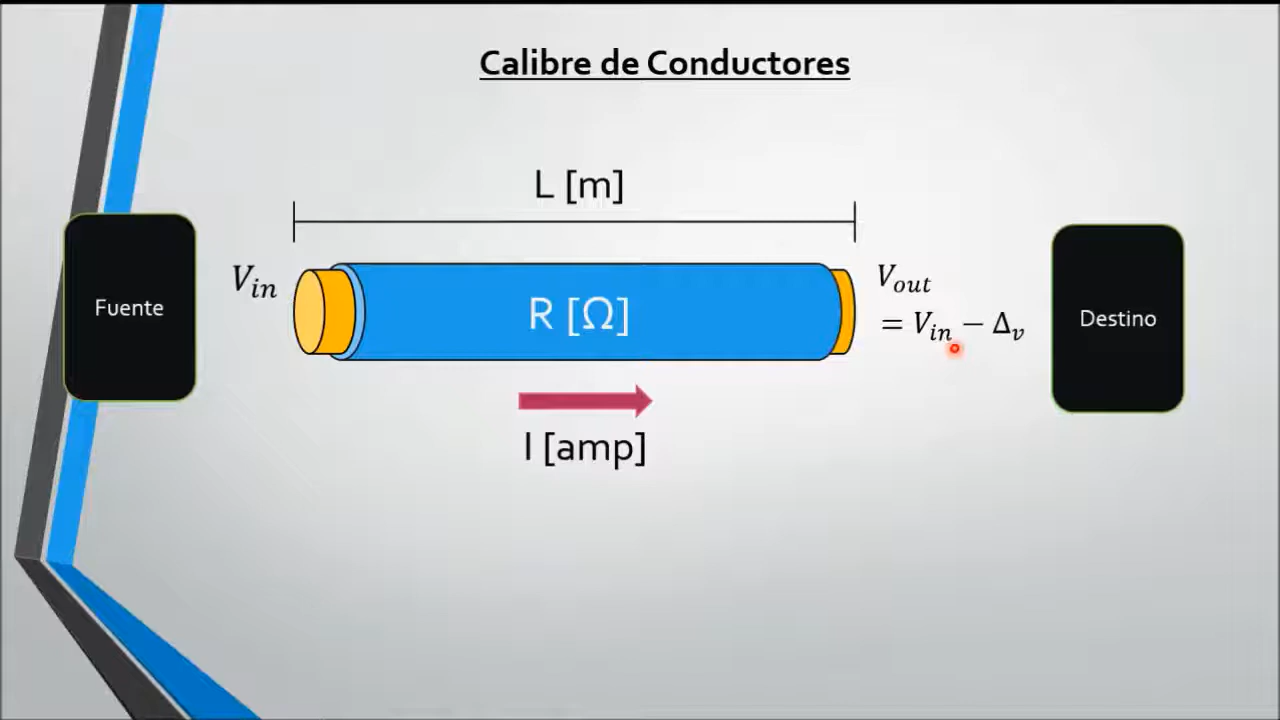 Calibre de Conductores
L [m]
Fuente
V_in
R [Ω]
V_out
= V_in − Δ_v
Destino
I [amp]